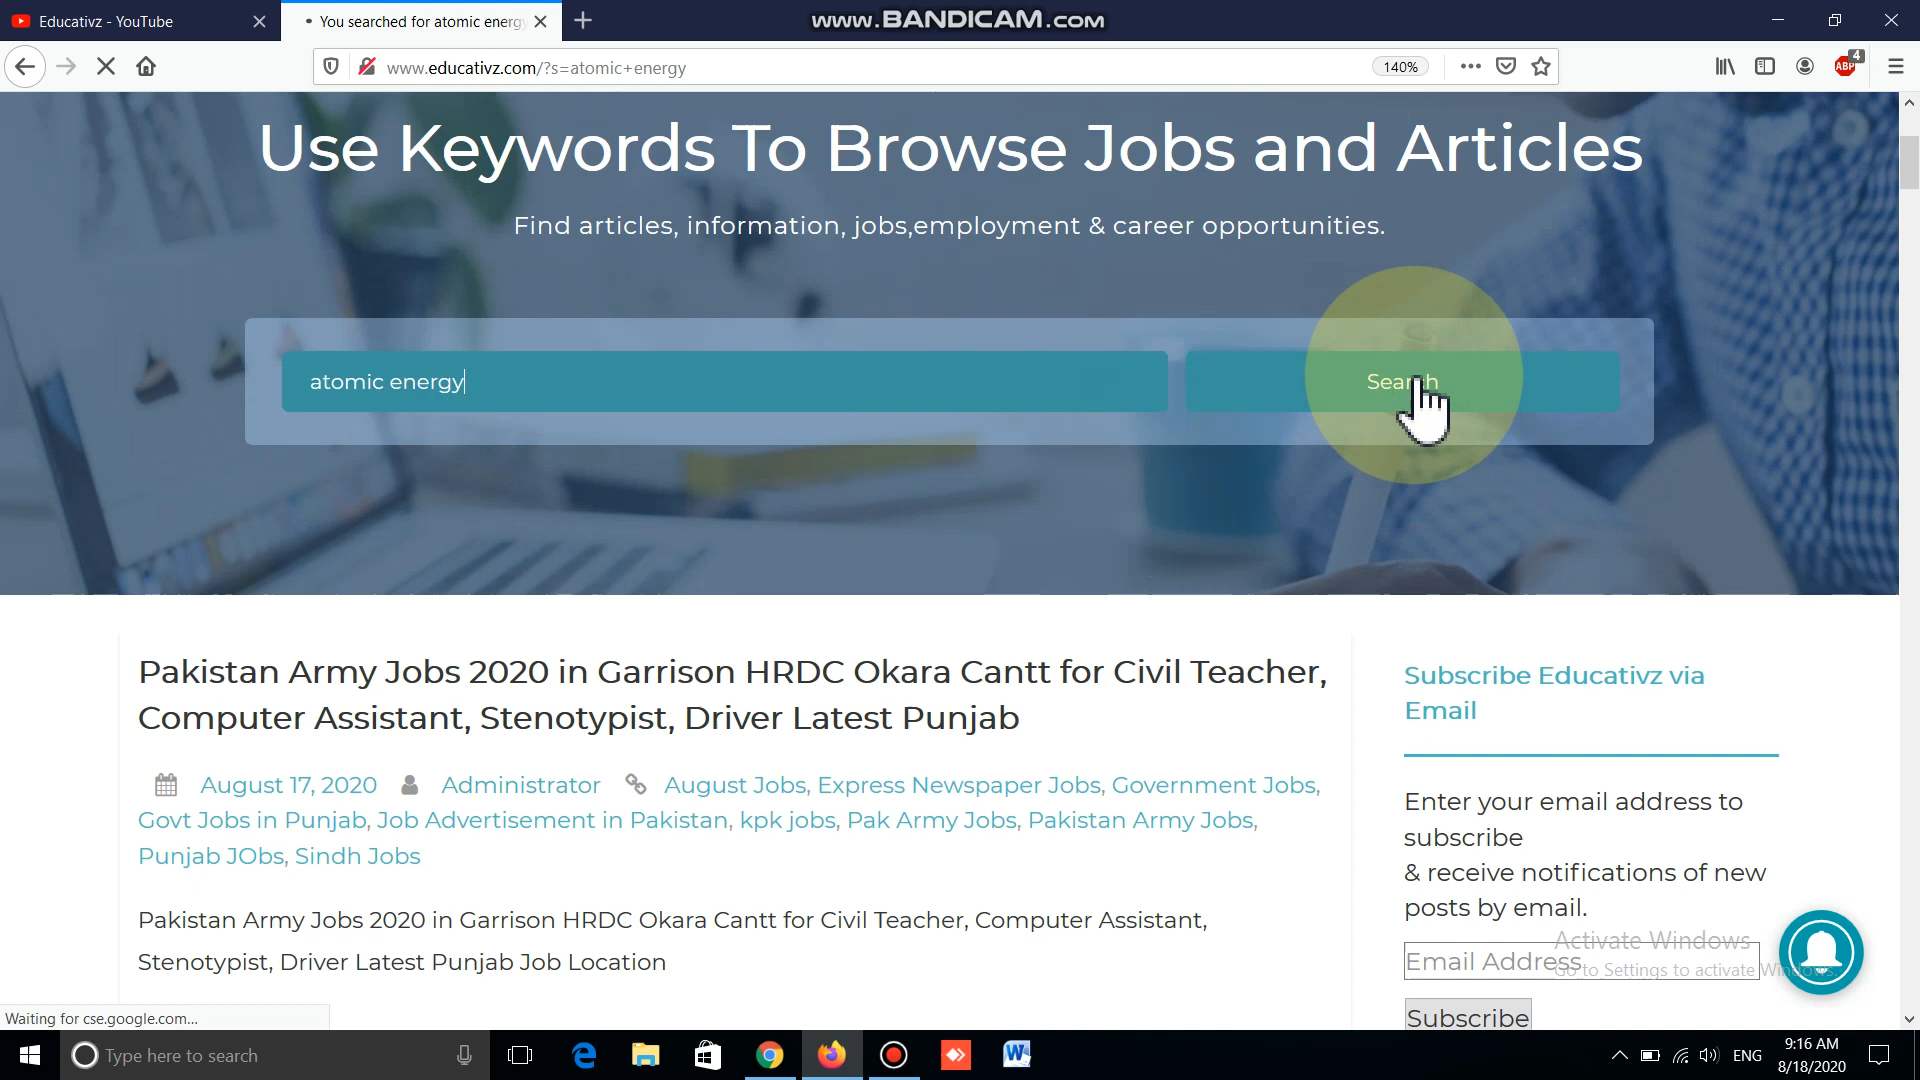 Educativz - YouTube
You searched for atomic energy
www.BANDICAM.com
www.educativz.com/?s=atomic+energy
140%
ABP
4
Use Keywords To Browse Jobs and Articles
Find articles, information, jobs,employment & career opportunities.
atomic energy
Search
Pakistan Army Jobs 2020 in Garrison HRDC Okara Cantt for Civil Teacher,
Computer Assistant, Stenotypist, Driver Latest Punjab
August 17, 2020 Administrator August Jobs, Express Newspaper Jobs, Government Jobs,
Govt Jobs in Punjab, Job Advertisement in Pakistan, kpk jobs, Pak Army Jobs, Pakistan Army Jobs,
Punjab JObs, Sindh Jobs
Pakistan Army Jobs 2020 in Garrison HRDC Okara Cantt for Civil Teacher, Computer Assistant,
Stenotypist, Driver Latest Punjab Job Location
Subscribe Educativz via
Email
Enter your email address to
subscribe
& receive notifications of new
posts by email.
Email Address
Activate Windows
Go to Settings to activate Windows.
Subscribe
Waiting for cse.google.com...
Type here to search
ENG
9:16 AM
8/18/2020